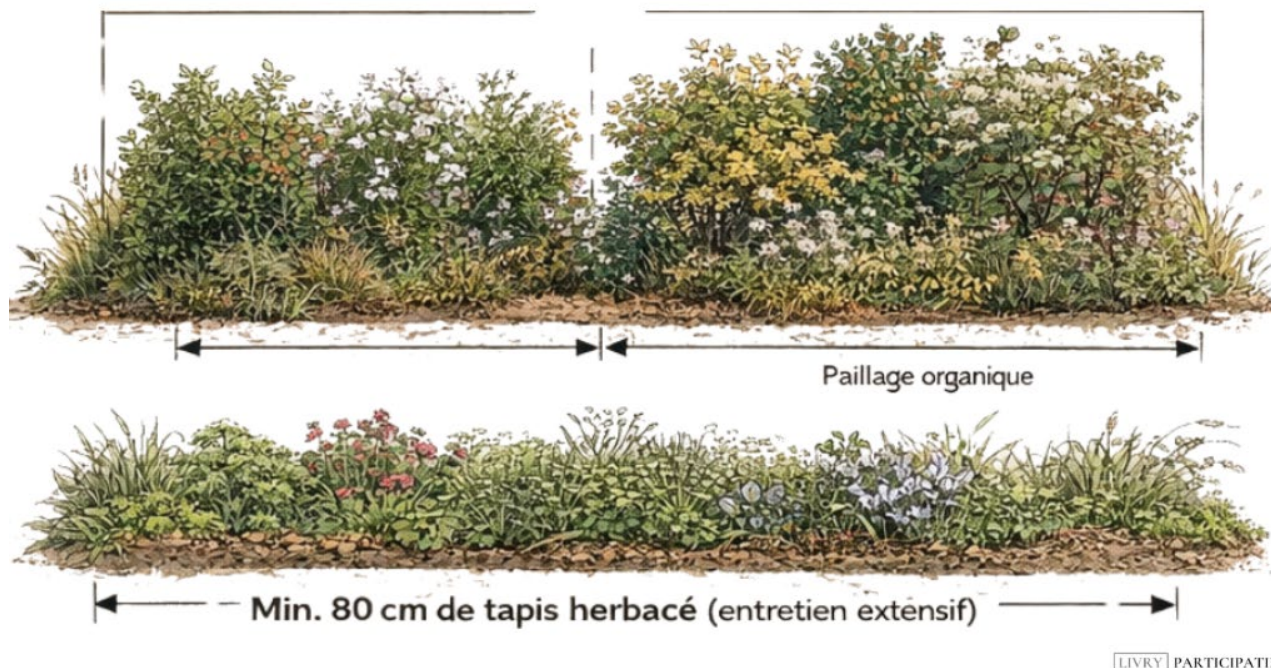 Paillage organique
Min. 80 cm de tapis herbacé (entretien extensif)
LIVRY PARTICIPATI